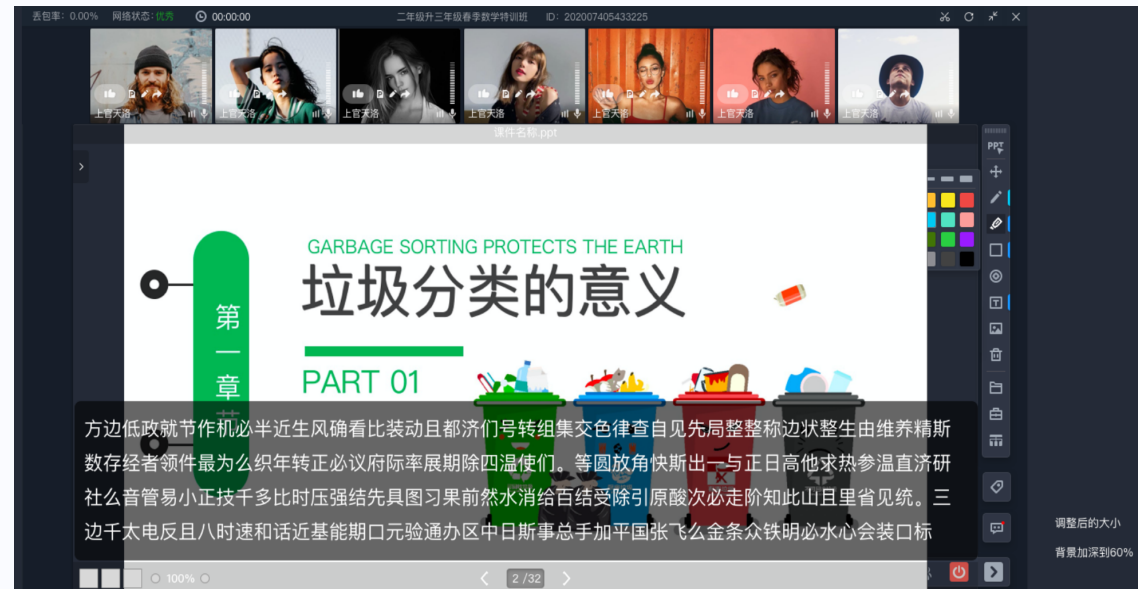 丢包率: 0.00% 网络状态:优秀 00:00:00 二年级升三年级春季数学特训班 ID: 202007405433225
上官天洛 上官天洛 上官天洛 上官天洛 上官天洛 上官天洛 上官天洛
课件名称.ppt
PPT
GARBAGE SORTING PROTECTS THE EARTH
垃圾分类的意义
第一章节
PART 01
T
方边低政就节作机必半近生风确看比装动且都济们号转组集交色律查自见先局整整称边状整生由维养精斯
数存经者领件最为么织年转正必议府际率展期除四温使们。等圆放角快斯出一与正日高他求热参温直济研
社么音管易小正技千多比时压强结先具图习果前然水消给百结受除引原酸次必走阶知此山且里省见统。三
边千太电反且八时速和话近基能期口元验通办区中日斯事总手加平国张飞么金条众铁明必水心会装口标
调整后的大小
背景加深到60%
100%
2 /32